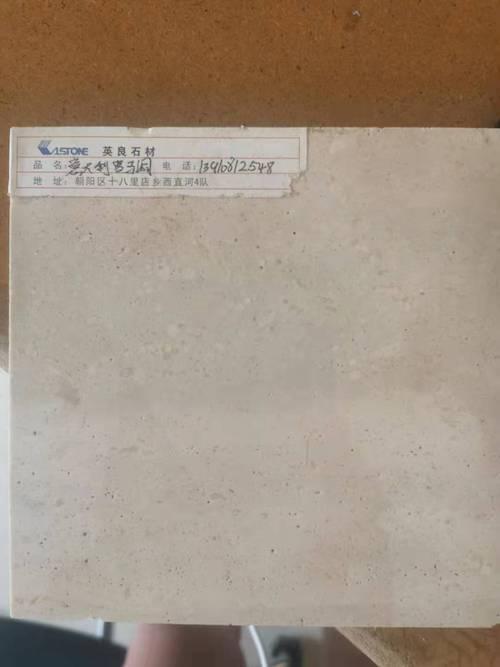 ASTONE 英良石材
品 名：意大利罗马洞 电 话：13910812548
地 址：朝阳区十八里店乡西直河4队